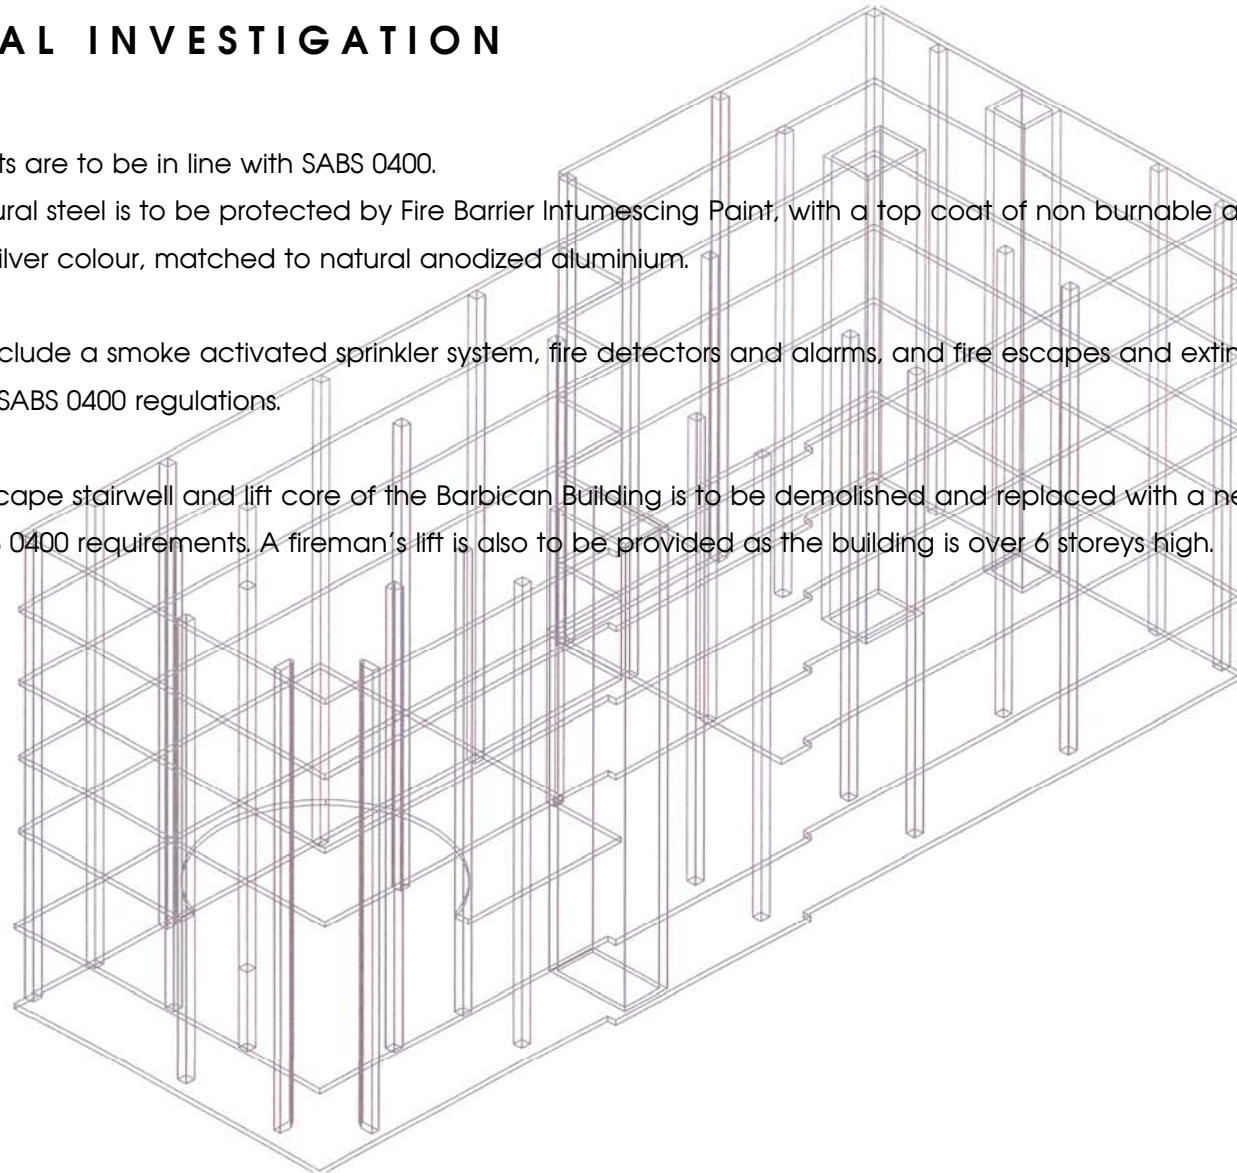 AL INVESTIGATION
ts are to be in line with SABS 0400.
ural steel is to be protected by Fire Barrier Intumescing Paint, with a top coat of non burnable a
ilver colour, matched to natural anodized aluminium.
clude a smoke activated sprinkler system, fire detectors and alarms, and fire escapes and extin
SABS 0400 regulations.
cape stairwell and lift core of the Barbican Building is to be demolished and replaced with a ne
S 0400 requirements. A fireman's lift is also to be provided as the building is over 6 storeys high.